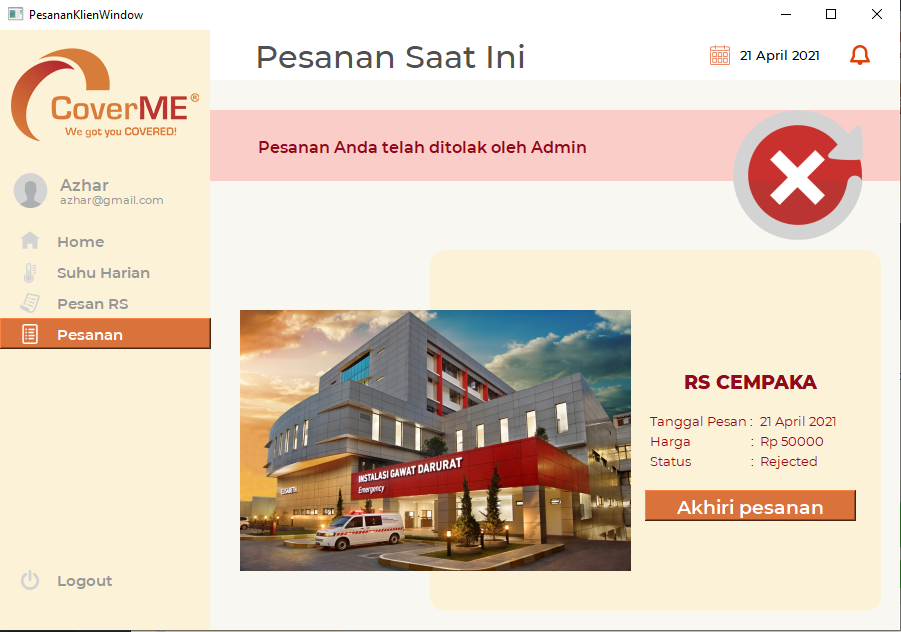 PesananKlienWindow
Pesanan Saat Ini
21 April 2021
CoverME®
We got you COVERED!
Azhar
azhar@gmail.com
Home
Suhu Harian
Pesan RS
Pesanan
Logout
Pesanan Anda telah ditolak oleh Admin
INSTALASI GAWAT DARURAT
Emergency
RS CEMPAKA
Tanggal Pesan : 21 April 2021
Harga : Rp 50000
Status : Rejected
Akhiri pesanan